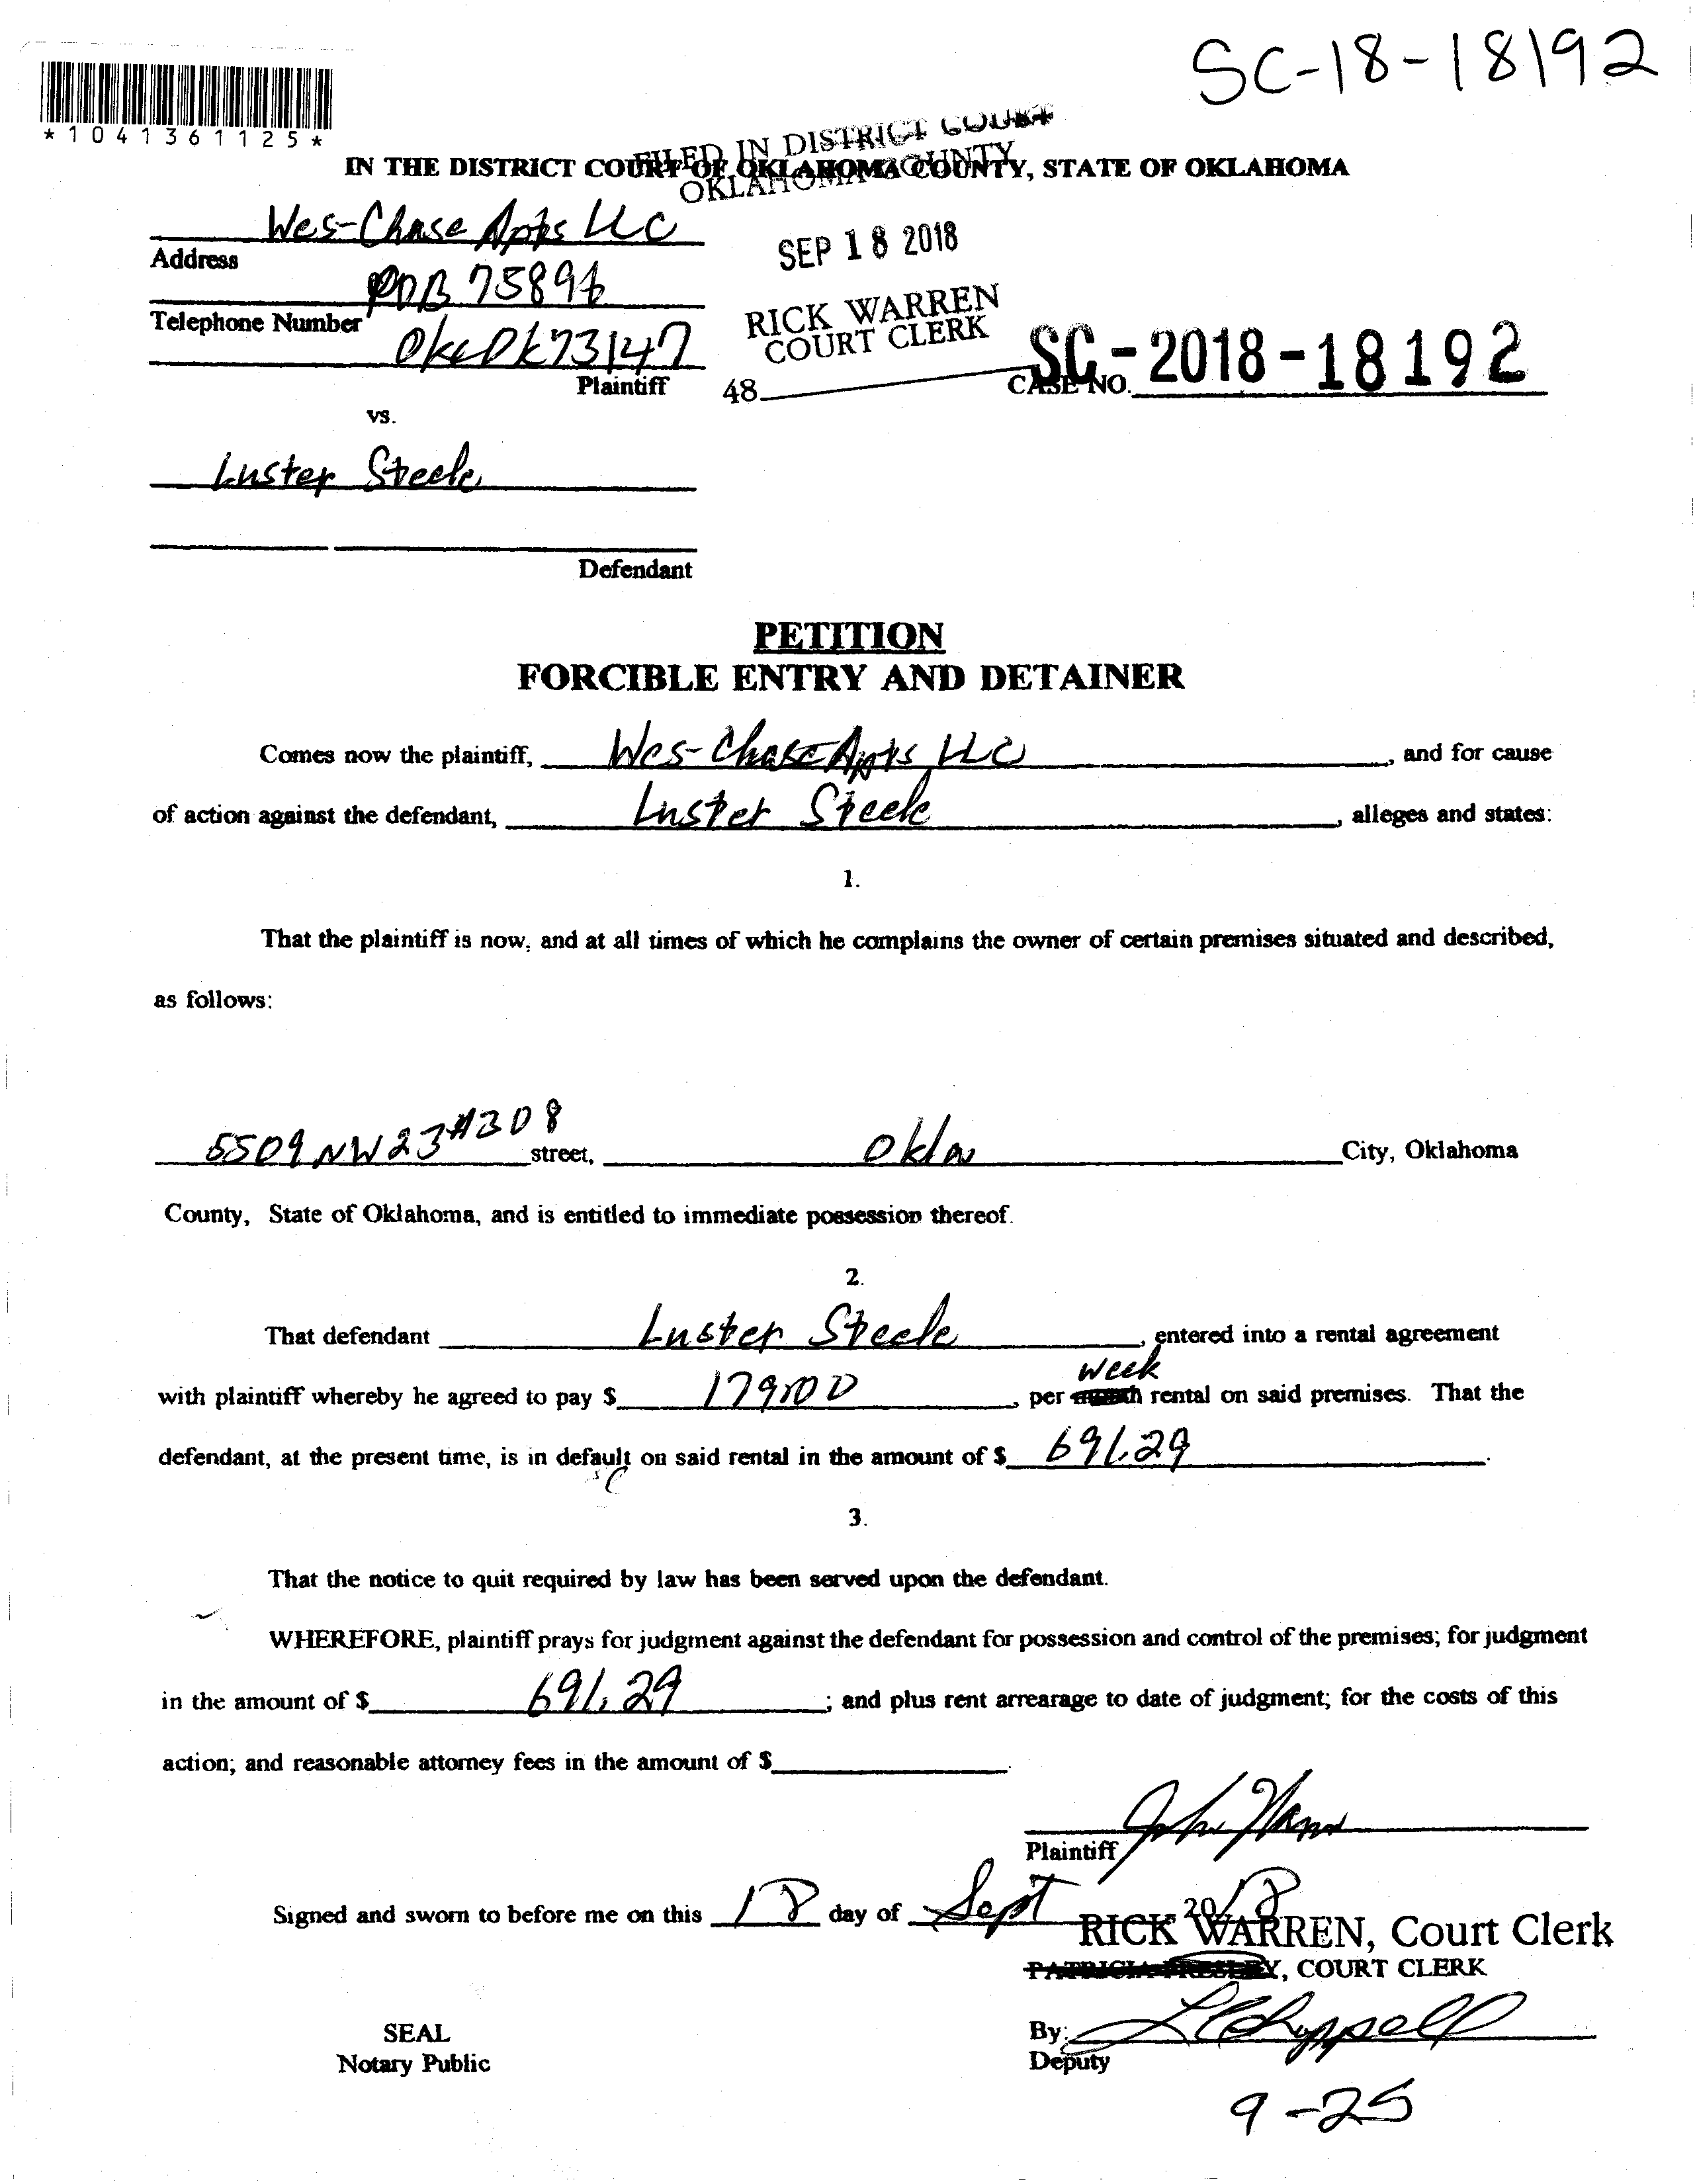 SC-18-18192
*1041361125*
FILED IN DISTRICT COURT
OKLAHOMA COUNTY
IN THE DISTRICT COURT OF OKLAHOMA COUNTY, STATE OF OKLAHOMA
Wes-Chase Apts LLC
Address
POB 75894
SEP 18 2018
Telephone Number
Okc Ok 73147
RICK WARREN
COURT CLERK
Plaintiff
48
CASE NO. SC-2018-18192
vs.
Luster Steele
Defendant
PETITION
FORCIBLE ENTRY AND DETAINER
Comes now the plaintiff, Wes-Chase Apts LLC, and for cause
of action against the defendant, Luster Steele, alleges and states:
1.
That the plaintiff is now, and at all times of which he complains the owner of certain premises situated and described,
as follows:
5509 NW 23 #308 street, Okla City, Oklahoma
County, State of Oklahoma, and is entitled to immediate possession thereof.
2.
That defendant Luster Steele, entered into a rental agreement
week
with plaintiff whereby he agreed to pay $ 179.00, per month rental on said premises. That the
defendant, at the present time, is in default on said rental in the amount of $ 691.29.
3.
That the notice to quit required by law has been served upon the defendant.
WHEREFORE, plaintiff prays for judgment against the defendant for possession and control of the premises; for judgment
in the amount of $ 691.29; and plus rent arrearage to date of judgment; for the costs of this
action; and reasonable attorney fees in the amount of $
Plaintiff
Signed and sworn to before me on this 18 day of Sept 2018
RICK WARREN, Court Clerk
PATRICIA PRESLEY, COURT CLERK
SEAL
By: L Chappell
Notary Public
Deputy
9-25